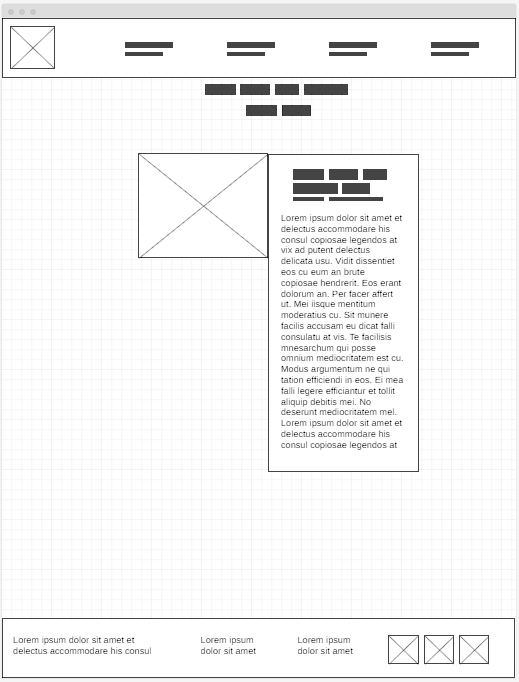 Lorem ipsum dolor sit amet et
delectus accommodare his
consul copiosae legendos at
vix ad putent delectus
delicata usu. Vidit dissentiet
eos cu eum an brute
copiosae hendrerit. Eos erant
dolorum an. Per facer affert
ut. Mei iisque mentitum
moderatius cu. Sit munere
facilis accusam eu dicat falli
consulatu at vis. Te facilisis
mnesarchum qui posse
omnium mediocritatem est cu.
Modus argumentum ne qui
tation efficiendi in eos. Ei mea
falli legere efficiantur et tollit
aliquip debitis mei. No
deserunt mediocritatem mel.
Lorem ipsum dolor sit amet et
delectus accommodare his
consul copiosae legendos at
Lorem ipsum dolor sit amet et
delectus accommodare his consul
Lorem ipsum
dolor sit amet
Lorem ipsum
dolor sit amet